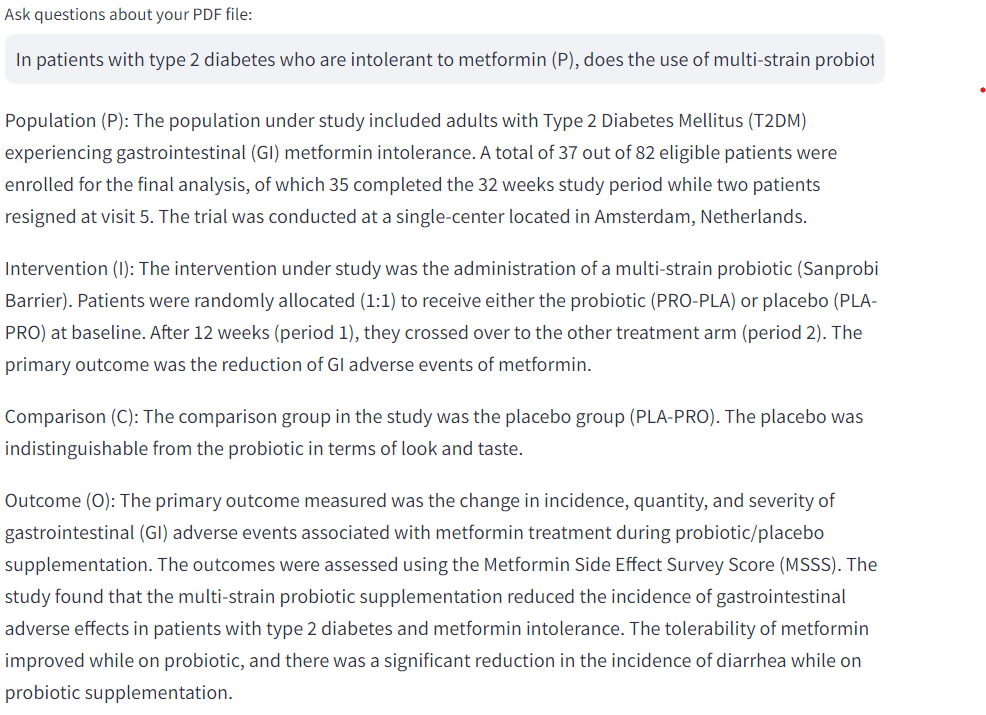 Ask questions about your PDF file:
In patients with type 2 diabetes who are intolerant to metformin (P), does the use of multi-strain probiot
Population (P): The population under study included adults with Type 2 Diabetes Mellitus (T2DM)
experiencing gastrointestinal (GI) metformin intolerance. A total of 37 out of 82 eligible patients were
enrolled for the final analysis, of which 35 completed the 32 weeks study period while two patients
resigned at visit 5. The trial was conducted at a single-center located in Amsterdam, Netherlands.
Intervention (I): The intervention under study was the administration of a multi-strain probiotic (Sanprobi
Barrier). Patients were randomly allocated (1:1) to receive either the probiotic (PRO-PLA) or placebo (PLA-
PRO) at baseline. After 12 weeks (period 1), they crossed over to the other treatment arm (period 2). The
primary outcome was the reduction of GI adverse events of metformin.
Comparison (C): The comparison group in the study was the placebo group (PLA-PRO). The placebo was
indistinguishable from the probiotic in terms of look and taste.
Outcome (O): The primary outcome measured was the change in incidence, quantity, and severity of
gastrointestinal (GI) adverse events associated with metformin treatment during probiotic/placebo
supplementation. The outcomes were assessed using the Metformin Side Effect Survey Score (MSSS). The
study found that the multi-strain probiotic supplementation reduced the incidence of gastrointestinal
adverse effects in patients with type 2 diabetes and metformin intolerance. The tolerability of metformin
improved while on probiotic, and there was a significant reduction in the incidence of diarrhea while on
probiotic supplementation.